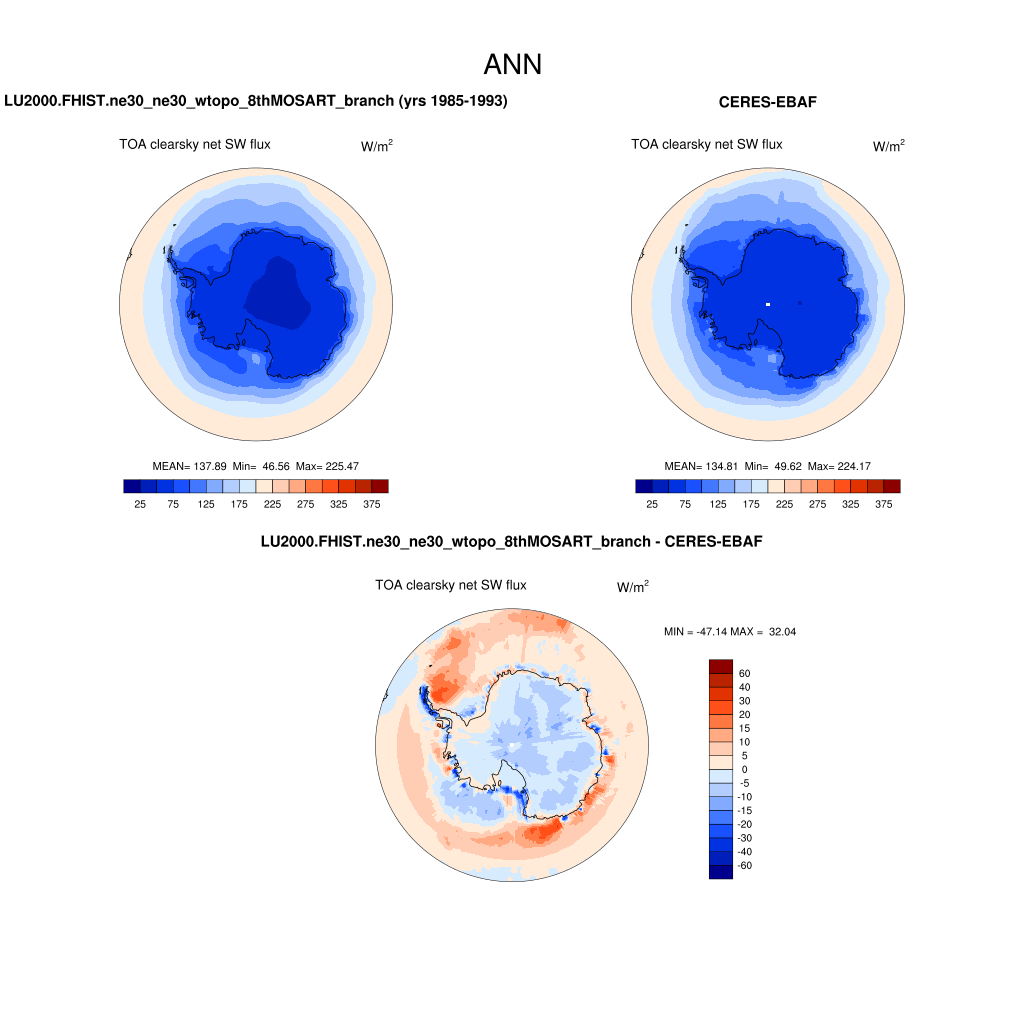 ANN
LU2000.FHIST.ne30_ne30_wtopo_8thMOSART_branch (yrs 1985-1993)
CERES-EBAF
TOA clearsky net SW flux W/m2
TOA clearsky net SW flux W/m2
MEAN= 137.89 Min= 46.56 Max= 225.47
MEAN= 134.81 Min= 49.62 Max= 224.17
25 75 125 175 225 275 325 375
25 75 125 175 225 275 325 375
LU2000.FHIST.ne30_ne30_wtopo_8thMOSART_branch - CERES-EBAF
TOA clearsky net SW flux W/m2
MIN = -47.14 MAX = 32.04
60
40
30
20
15
10
5
0
-5
-10
-15
-20
-30
-40
-60